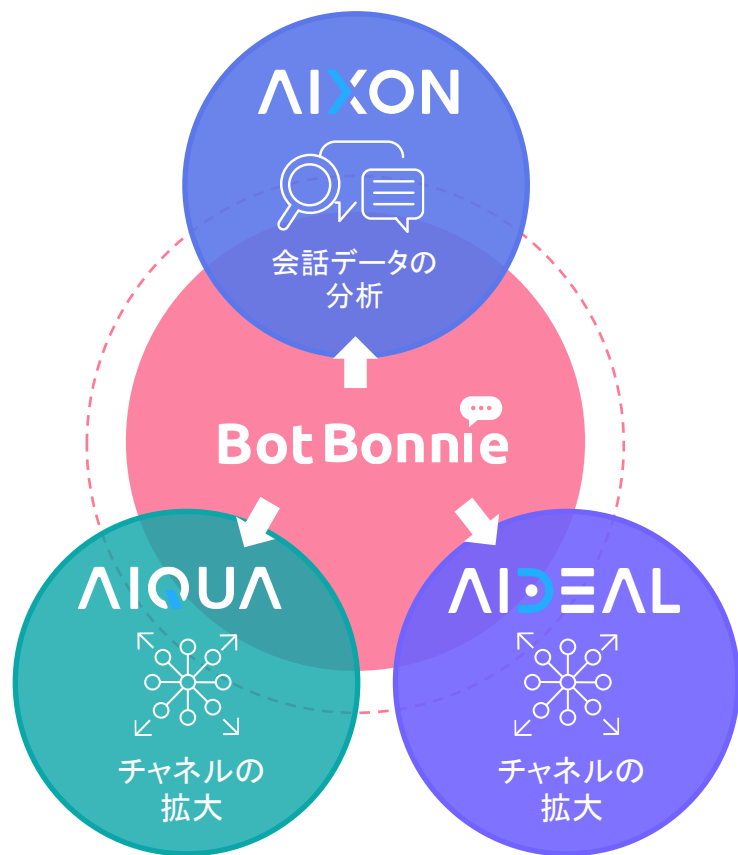 AIXON
会話データの
分析
BotBonnie
AIQUA
チャネルの
拡大
AIDEAL
チャネルの
拡大